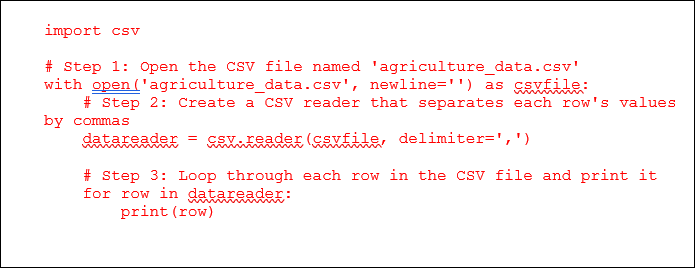 import csv
# Step 1: Open the CSV file named 'agriculture_data.csv'
with open('agriculture_data.csv', newline='') as csvfile:
    # Step 2: Create a CSV reader that separates each row's values
by commas
    datareader = csv.reader(csvfile, delimiter=',')
    # Step 3: Loop through each row in the CSV file and print it
    for row in datareader:
        print(row)